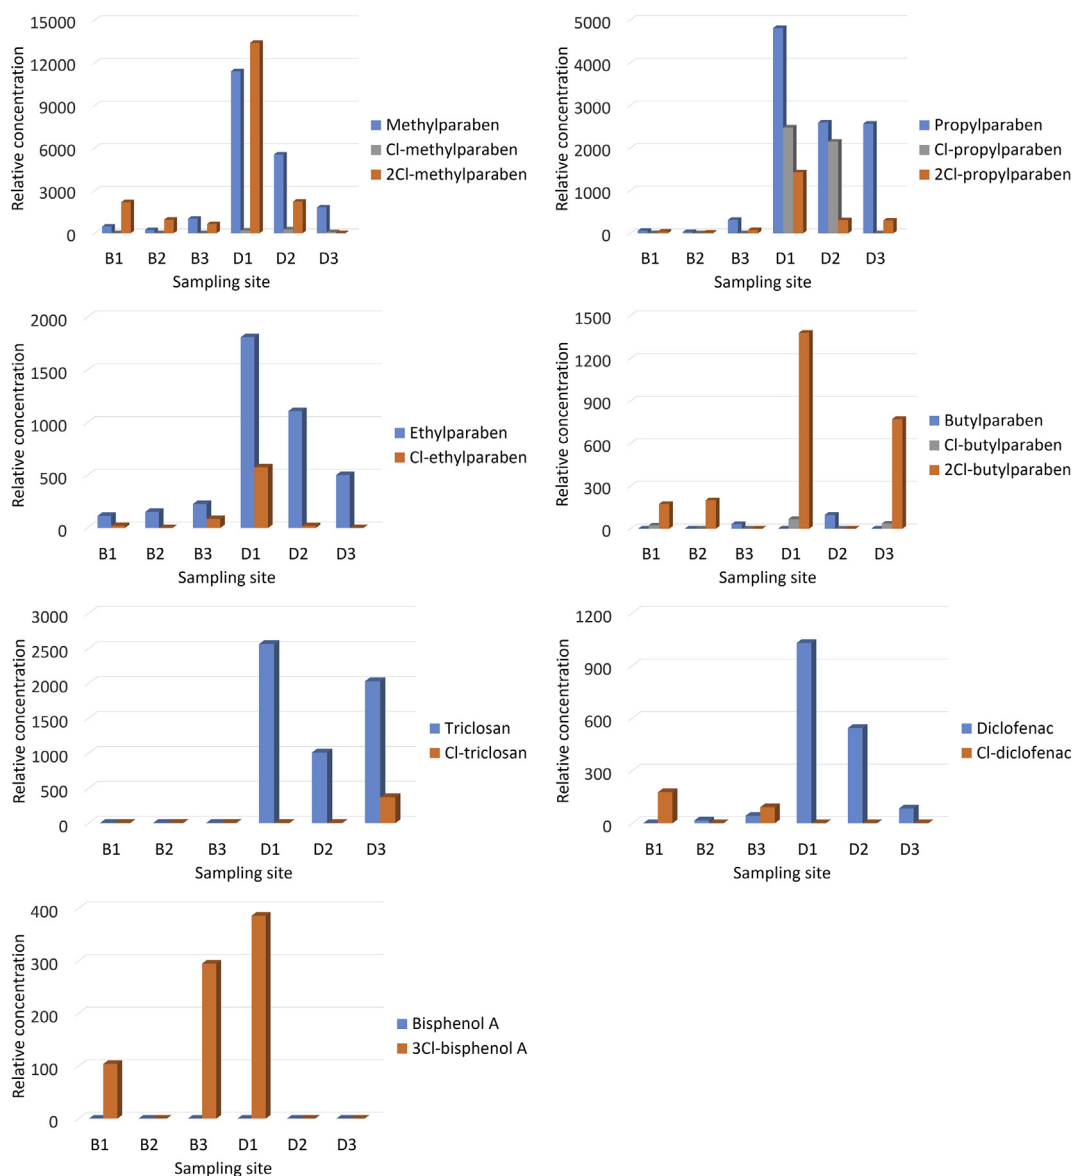 Relative concentration
15000
12000
9000
6000
3000
0
B1 B2 B3 D1 D2 D3
Sampling site
Methylparaben
Cl-methylparaben
2Cl-methylparaben
Relative concentration
5000
4000
3000
2000
1000
0
B1 B2 B3 D1 D2 D3
Sampling site
Propylparaben
Cl-propylparaben
2Cl-propylparaben
Relative concentration
2000
1500
1000
500
0
B1 B2 B3 D1 D2 D3
Sampling site
Ethylparaben
Cl-ethylparaben
Relative concentration
1500
1200
900
600
300
0
B1 B2 B3 D1 D2 D3
Sampling site
Butylparaben
Cl-butylparaben
2Cl-butylparaben
Relative concentration
3000
2500
2000
1500
1000
500
0
B1 B2 B3 D1 D2 D3
Sampling site
Triclosan
Cl-triclosan
Relative concentration
1200
900
600
300
0
B1 B2 B3 D1 D2 D3
Sampling site
Diclofenac
Cl-diclofenac
Relative concentration
400
300
200
100
0
B1 B2 B3 D1 D2 D3
Sampling site
Bisphenol A
3Cl-bisphenol A